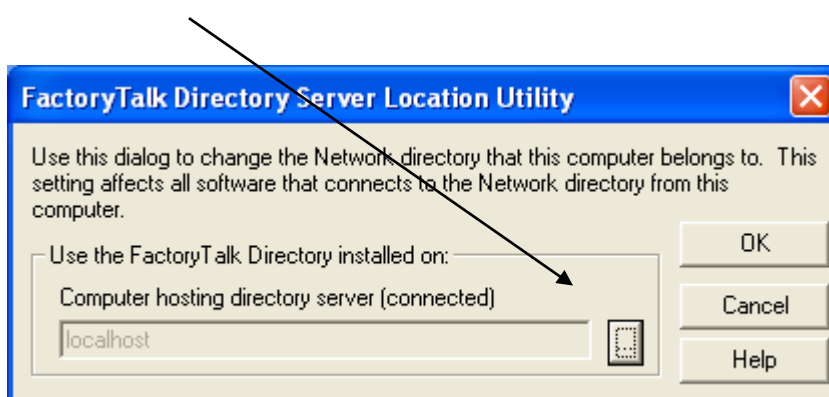 FactoryTalk Directory Server Location Utility
Use this dialog to change the Network directory that this computer belongs to.  This
setting affects all software that connects to the Network directory from this
computer.
Use the FactoryTalk Directory installed on:
Computer hosting directory server (connected)
localhost
...
OK
Cancel
Help